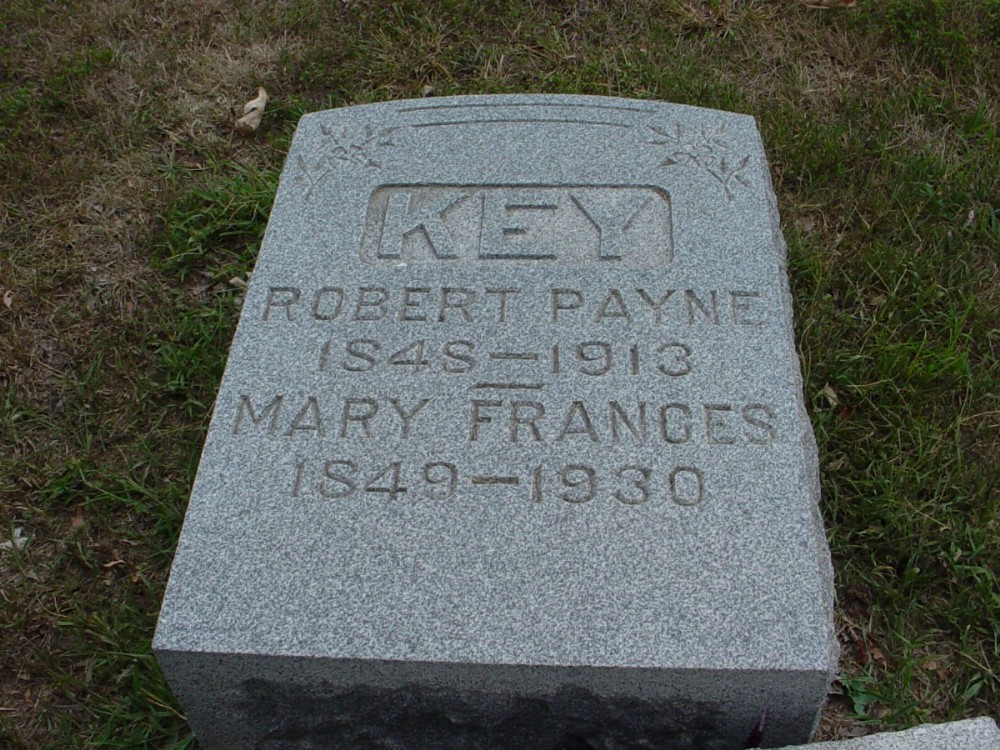 KEY
ROBERT PAYNE
1848–1913
MARY FRANCES
1849–1930